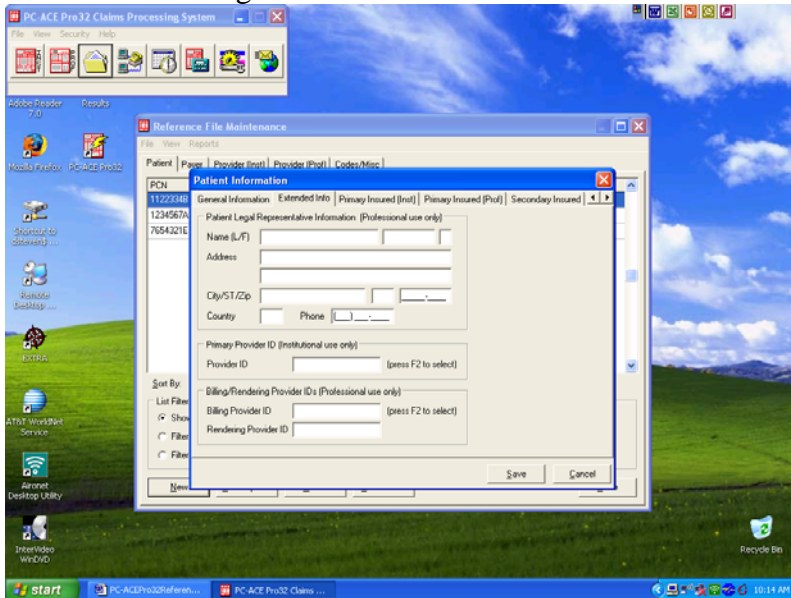 PC-ACE Pro32 Claims Processing System
File View Security Help
Adobe Reader 7.0
Results
Mozilla Firefox
PC-ACE Pro32
Shortcut to
Remote Desktop ...
EXTRA
AT&T WorldNet Service
Aironet Desktop Utility
InterVideo WinDVD
Recycle Bin
Reference File Maintenance
File View Reports
Patient Payer Provider (Inst) Provider (Prof) Codes/Misc
PCN
1122334B
1234567A
7654321E
Sort By:
List Filter
Show
Filter
Filter
New
Patient Information
General Information Extended Info Primary Insured (Inst) Primary Insured (Prof) Secondary Insured
Patient Legal Representative Information (Professional use only)
Name (L/F)
Address
City/ST/Zip
Country Phone (___) ___-____
Primary Provider ID (Institutional use only)
Provider ID (press F2 to select)
Billing/Rendering Provider IDs (Professional use only)
Billing Provider ID (press F2 to select)
Rendering Provider ID
Save Cancel
start PC-ACEPro32Referen... PC-ACE Pro32 Claims ... 10:14 AM